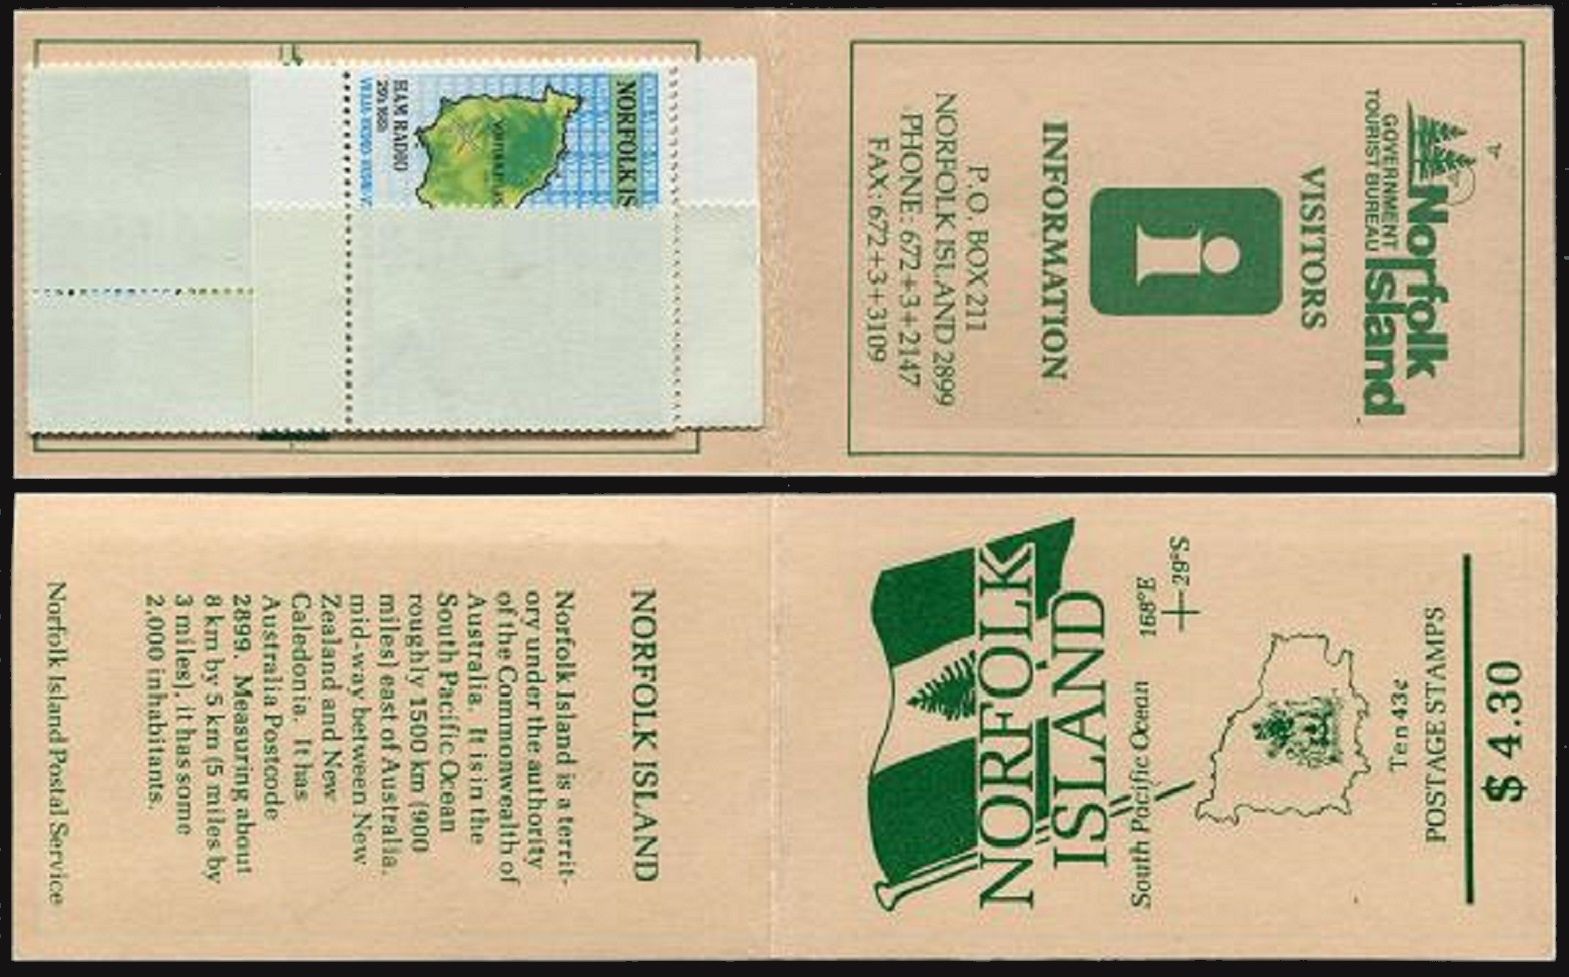 NORFOLK IS
HAM RADIO
29°s 168°E
Norfolk
Island
GOVERNMENT
TOURIST BUREAU
VISITORS
i
INFORMATION
P.O. BOX 211
NORFOLK ISLAND 2899
PHONE: 672+3+2147
FAX: 672+3+3109
NORFOLK ISLAND
Norfolk Island is a territ-
ory under the authority
of the Commonwealth of
Australia. It is in the
South Pacific Ocean
roughly 1500 km (900
miles) east of Australia,
mid-way between New
Zealand and New
Caledonia. It has
Australia Postcode
2899. Measuring about
8 km by 5 km (5 miles by
3 miles), it has some
2,000 inhabitants.
Norfolk Island Postal Service
NORFOLK
ISLAND
South Pacific Ocean
168°E
29°S
Ten 43c
POSTAGE STAMPS
$ 4.30